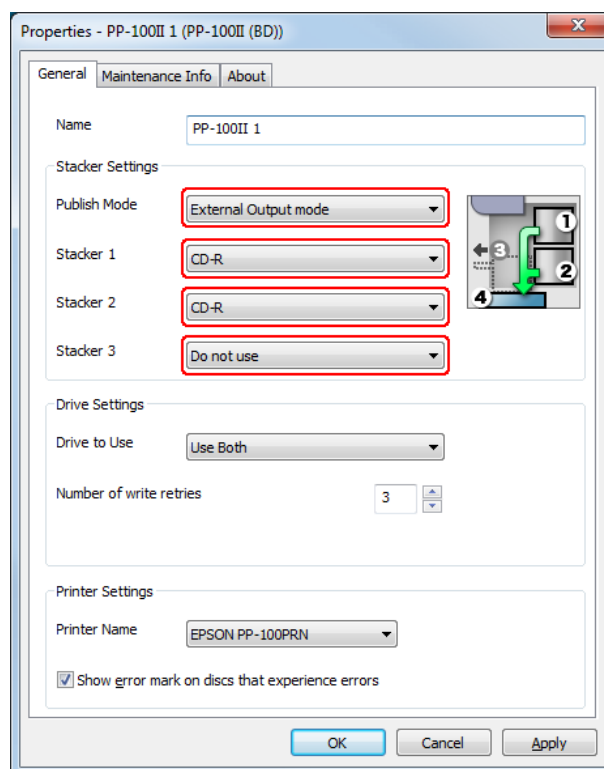 Properties - PP-100II 1 (PP-100II (BD))
General Maintenance Info About
Name PP-100II 1
Stacker Settings
Publish Mode External Output mode
Stacker 1 CD-R
Stacker 2 CD-R
Stacker 3 Do not use
1
3
2
4
Drive Settings
Drive to Use Use Both
Number of write retries 3
Printer Settings
Printer Name EPSON PP-100PRN
Show error mark on discs that experience errors
OK Cancel Apply